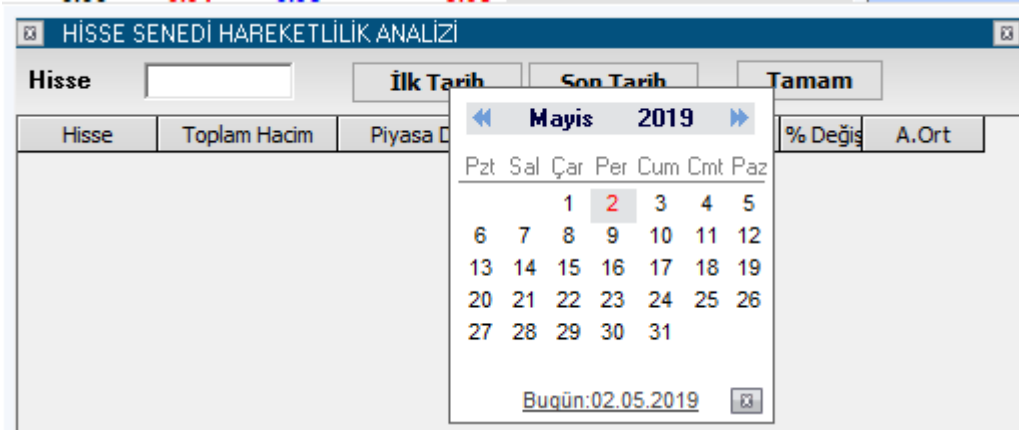 HİSSE SENEDİ HAREKETLİLİK ANALİZİ
Hisse İlk Tarih Son Tarih Tamam
Hisse Toplam Hacim Piyasa D % Değiş A.Ort
Mayis 2019
Pzt Sal Çar Per Cum Cmt Paz
1 2 3 4 5
6 7 8 9 10 11 12
13 14 15 16 17 18 19
20 21 22 23 24 25 26
27 28 29 30 31
Bugün:02.05.2019